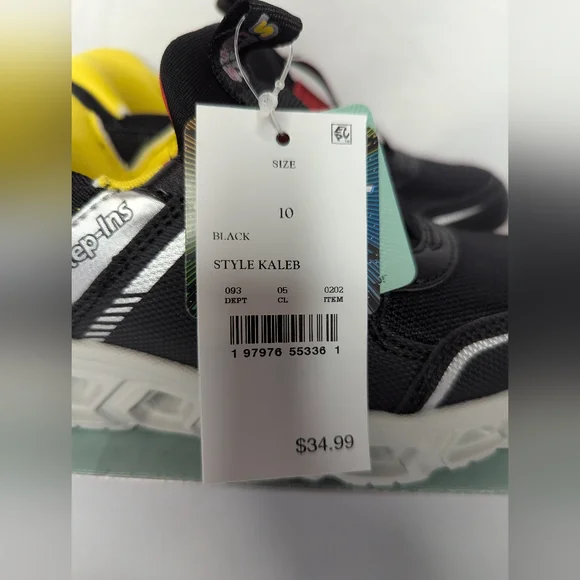 SIZE
10
BLACK
STYLE KALEB
093 05 0202
DEPT CL ITEM
1 97976 55336 1
$34.99
ep-Ins